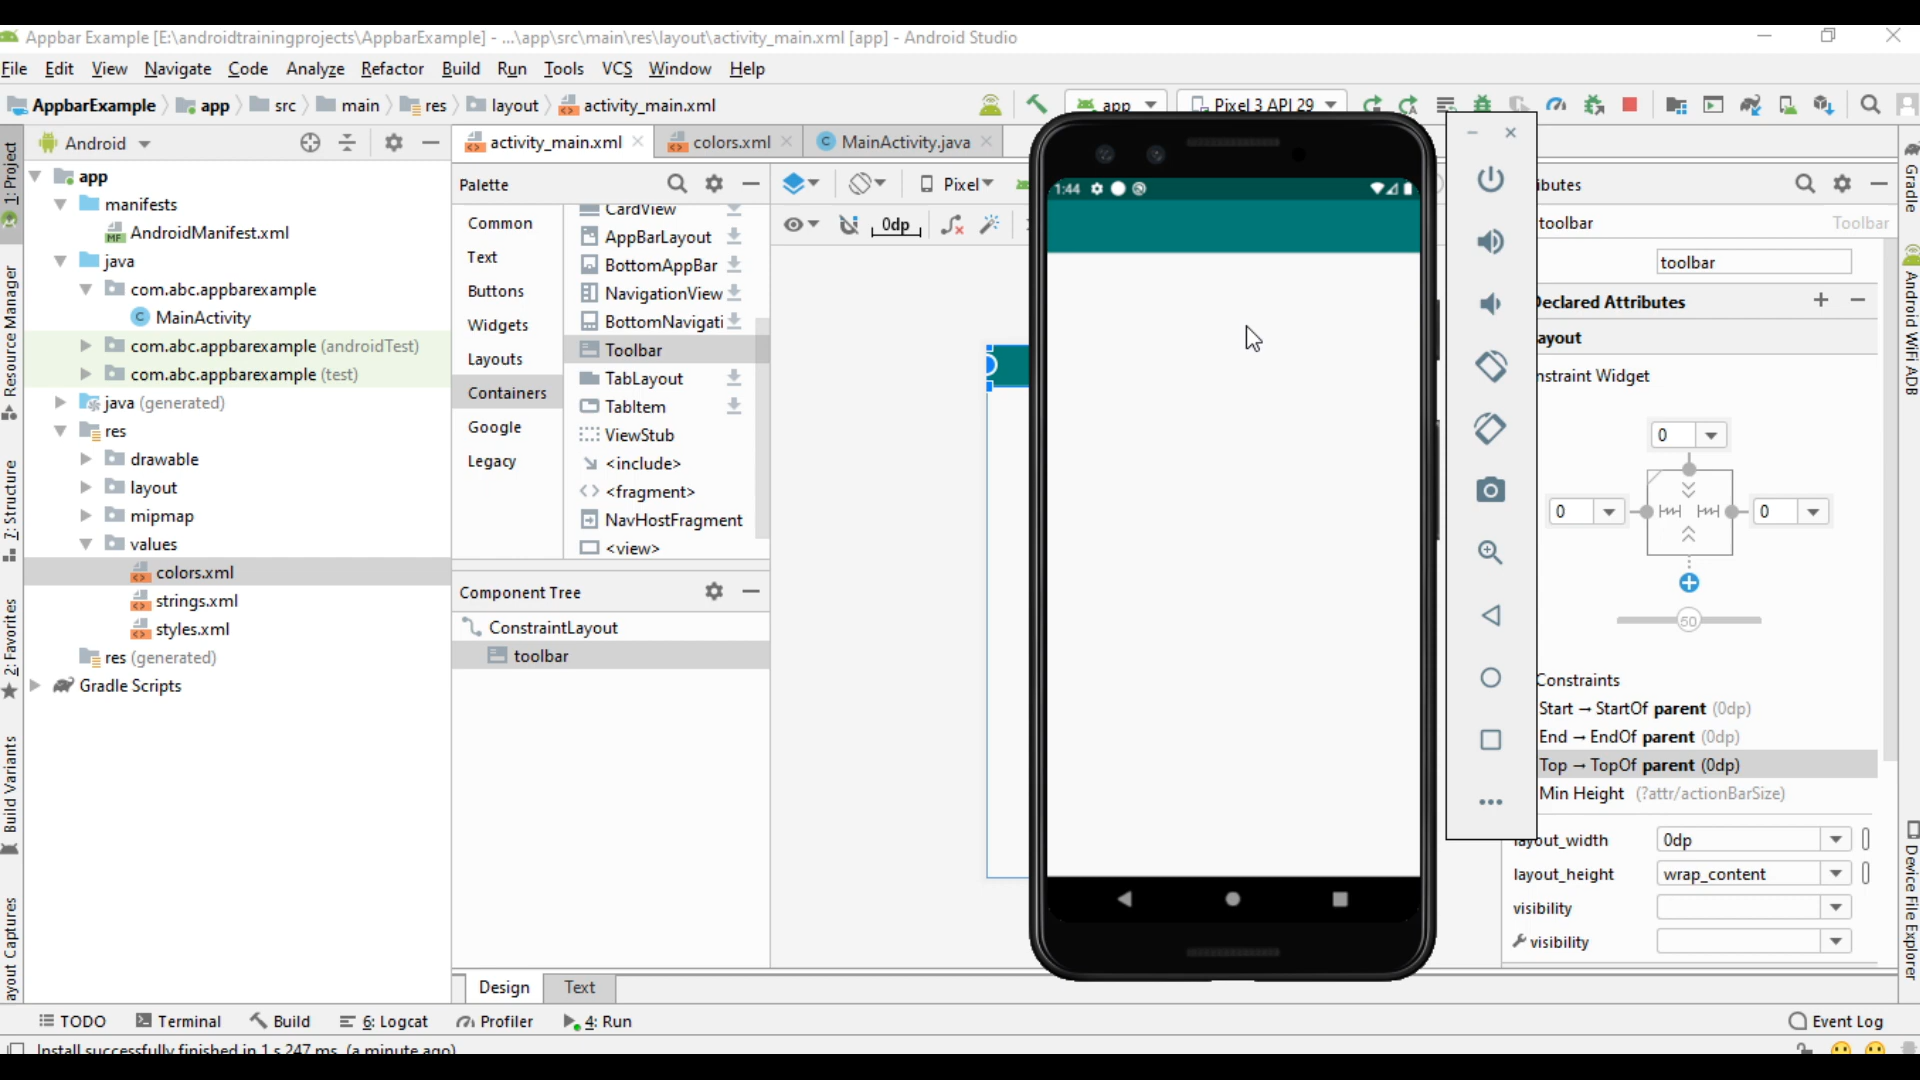 Appbar Example [E:\androidtrainingprojects\AppbarExample] - ...\app\src\main\res\layout\activity_main.xml [app] - Android Studio
File Edit View Navigate Code Analyze Refactor Build Run Tools VCS Window Help
AppbarExample app src main res layout activity_main.xml app Pixel 3 API 29
Android activity_main.xml colors.xml MainActivity.java
1: Project
Resource Manager
7: Structure
2: Favorites
Build Variants
ayout Captures
app
manifests
AndroidManifest.xml
java
com.abc.appbarexample
MainActivity
com.abc.appbarexample (androidTest)
com.abc.appbarexample (test)
java (generated)
res
drawable
layout
mipmap
values
colors.xml
strings.xml
styles.xml
res (generated)
Gradle Scripts
Palette
Common
Text
Buttons
Widgets
Layouts
Containers
Google
Legacy
CardView
AppBarLayout
BottomAppBar
NavigationView
BottomNavigati
Toolbar
TabLayout
TabItem
ViewStub
<include>
<fragment>
NavHostFragment
<view>
Component Tree
ConstraintLayout
toolbar
Pixel
0dp
1:44
ibutes
toolbar Toolbar
toolbar
Declared Attributes
ayout
nstraint Widget
0
0 0
50
Constraints
Start → StartOf parent (0dp)
End → EndOf parent (0dp)
Top → TopOf parent (0dp)
Min Height (?attr/actionBarSize)
layout_width 0dp
layout_height wrap_content
visibility
visibility
Gradle
Android WiFi ADB
Device File Explorer
Design Text
TODO Terminal Build 6: Logcat Profiler 4: Run Event Log
Install successfully finished in 1 s 247 ms. (a minute ago)